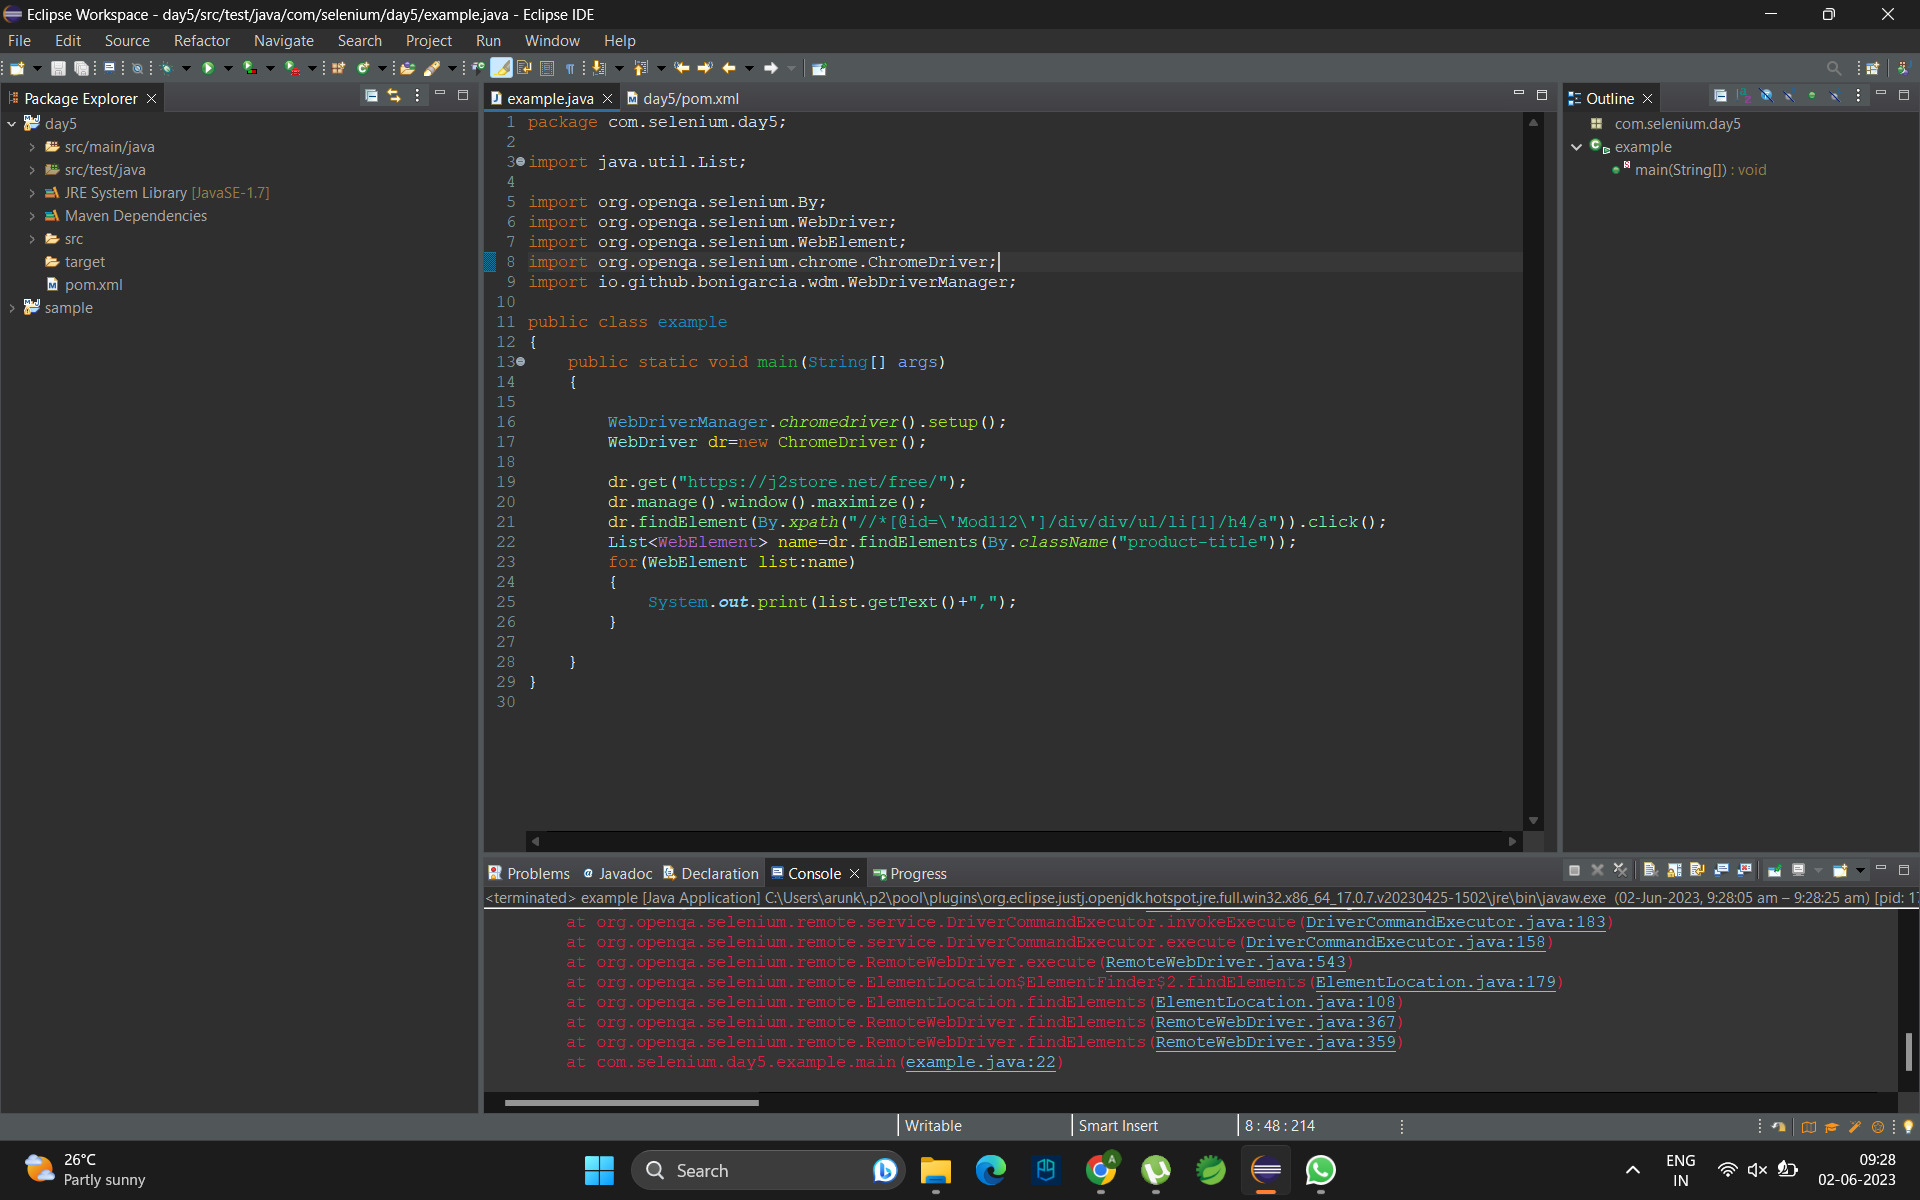 Eclipse Workspace - day5/src/test/java/com/selenium/day5/example.java - Eclipse IDE
File Edit Source Refactor Navigate Search Project Run Window Help
Package Explorer
day5
src/main/java
src/test/java
JRE System Library [JavaSE-1.7]
Maven Dependencies
src
target
pom.xml
sample
example.java day5/pom.xml
1 package com.selenium.day5;
2
3 import java.util.List;
4
5 import org.openqa.selenium.By;
6 import org.openqa.selenium.WebDriver;
7 import org.openqa.selenium.WebElement;
8 import org.openqa.selenium.chrome.ChromeDriver;
9 import io.github.bonigarcia.wdm.WebDriverManager;
10
11 public class example
12 {
13 public static void main(String[] args)
14 {
15
16 WebDriverManager.chromedriver().setup();
17 WebDriver dr=new ChromeDriver();
18
19 dr.get("https://j2store.net/free/");
20 dr.manage().window().maximize();
21 dr.findElement(By.xpath("//*[@id=\'Mod112\']/div/div/ul/li[1]/h4/a")).click();
22 List<WebElement> name=dr.findElements(By.className("product-title"));
23 for(WebElement list:name)
24 {
25 System.out.print(list.getText()+",");
26 }
27
28 }
29 }
30
Outline
com.selenium.day5
example
main(String[]) : void
Problems Javadoc Declaration Console Progress
<terminated> example [Java Application] C:\Users\arunk\.p2\pool\plugins\org.eclipse.justj.openjdk.hotspot.jre.full.win32.x86_64_17.0.7.v20230425-1502\jre\bin\javaw.exe (02-Jun-2023, 9:28:05 am – 9:28:25 am) [pid: 1
at org.openqa.selenium.remote.service.DriverCommandExecutor.invokeExecute(DriverCommandExecutor.java:183)
at org.openqa.selenium.remote.service.DriverCommandExecutor.execute(DriverCommandExecutor.java:158)
at org.openqa.selenium.remote.RemoteWebDriver.execute(RemoteWebDriver.java:543)
at org.openqa.selenium.remote.ElementLocation$ElementFinder$2.findElements(ElementLocation.java:179)
at org.openqa.selenium.remote.ElementLocation.findElements(ElementLocation.java:108)
at org.openqa.selenium.remote.RemoteWebDriver.findElements(RemoteWebDriver.java:367)
at org.openqa.selenium.remote.RemoteWebDriver.findElements(RemoteWebDriver.java:359)
at com.selenium.day5.example.main(example.java:22)
Writable Smart Insert 8 : 48 : 214
26°C
Partly sunny
Search
ENG
IN
09:28
02-06-2023